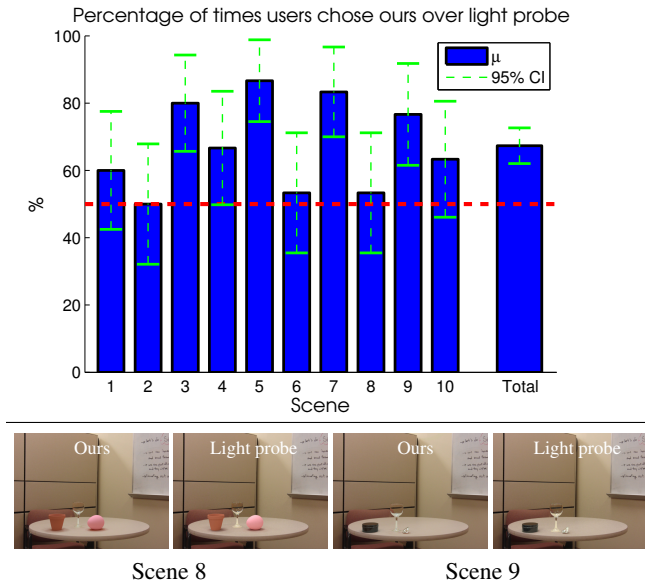 Percentage of times users chose ours over light probe
100
80
60
40
20
0
%
μ
95% CI
1 2 3 4 5 6 7 8 9 10 Total
Scene
Ours Light probe Ours Light probe
Scene 8 Scene 9